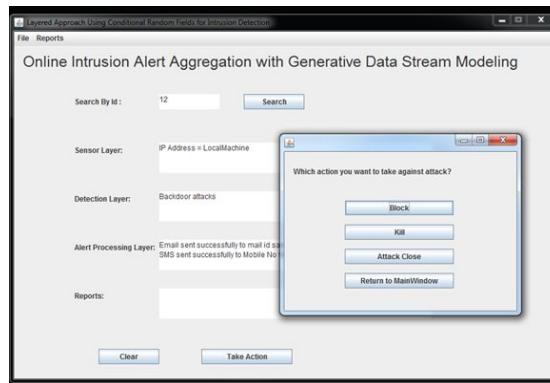 Layered Approach Using Conditional Random Fields for Intrusion Detection
File Reports
Online Intrusion Alert Aggregation with Generative Data Stream Modeling
Search By Id :
12
Search
Sensor Layer:
IP Address = LocalMachine
Detection Layer:
Backdoor attacks
Alert Processing Layer:
Email sent successfully to mail id
SMS sent successfully to Mobile No
Reports:
Clear
Take Action
Which action you want to take against attack?
Block
Kill
Attack Close
Return to MainWindow